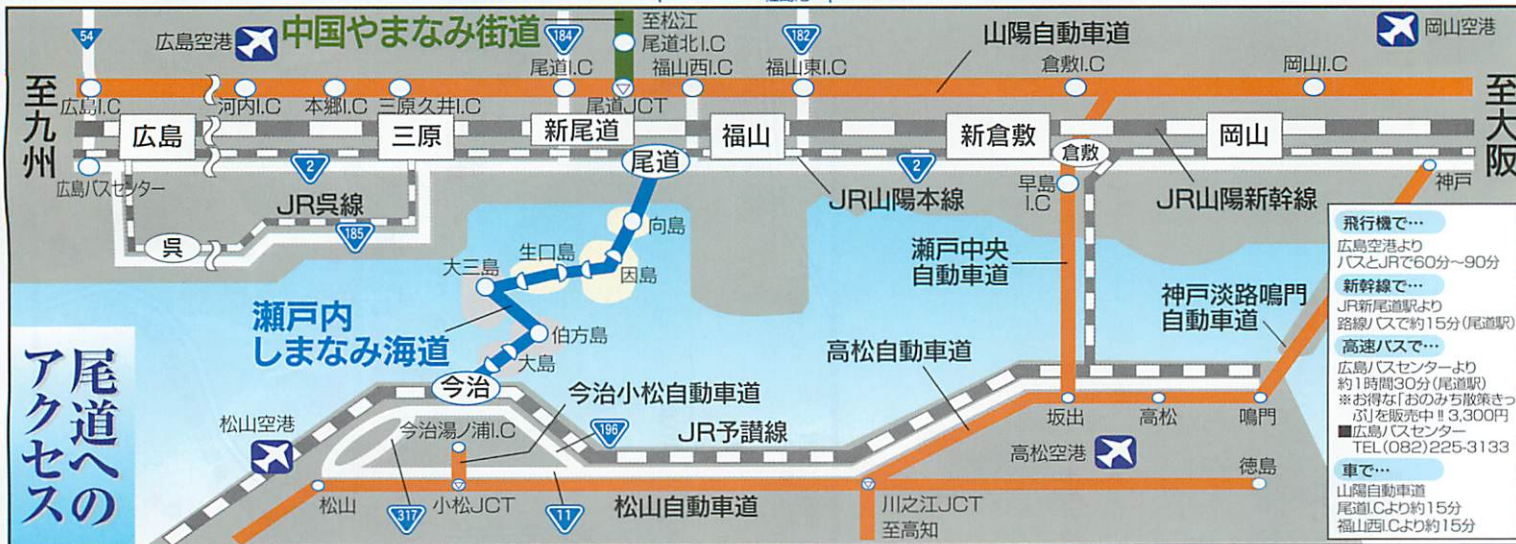 54
広島空港
中国やまなみ街道
184
至松江
尾道北I.C
182
山陽自動車道
岡山空港
尾道I.C
福山西I.C
福山東I.C
倉敷I.C
岡山I.C
至九州
広島I.C
河内I.C
本郷I.C
三原久井I.C
尾道JCT
至大阪
広島
三原
新尾道
福山
新倉敷
岡山
尾道
倉敷
広島バスセンター
2
2
早島
I.C
神戸
JR呉線
JR山陽本線
JR山陽新幹線
185
呉
向島
生口島
因島
大三島
瀬戸中央
自動車道
瀬戸内
しまなみ海道
伯方島
大島
神戸淡路鳴門
自動車道
高松自動車道
今治
今治小松自動車道
松山空港
今治湯ノ浦I.C
196
JR予讃線
坂出
高松
鳴門
高松空港
徳島
松山
小松JCT
松山自動車道
川之江JCT
至高知
317
11
尾道への
アクセス
飛行機で…
広島空港より
バスとJRで60分～90分
新幹線で…
JR新尾道駅より
路線バスで約15分(尾道駅)
高速バスで…
広島バスセンターより
約1時間30分(尾道駅)
※お得な「おのみち散策きっ
ぷ」を販売中!! 3,300円
■広島バスセンター
TEL(082)225-3133
車で…
山陽自動車道
尾道I.Cより約15分
福山西I.Cより約15分